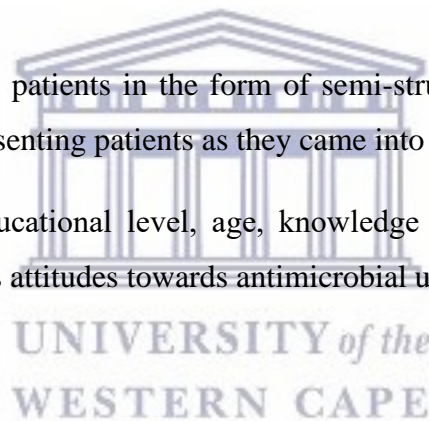 patients in the form of semi-stru
senting patients as they came into
ucational level, age, knowledge
attitudes towards antimicrobial u
UNIVERSITY of the
WESTERN CAPE